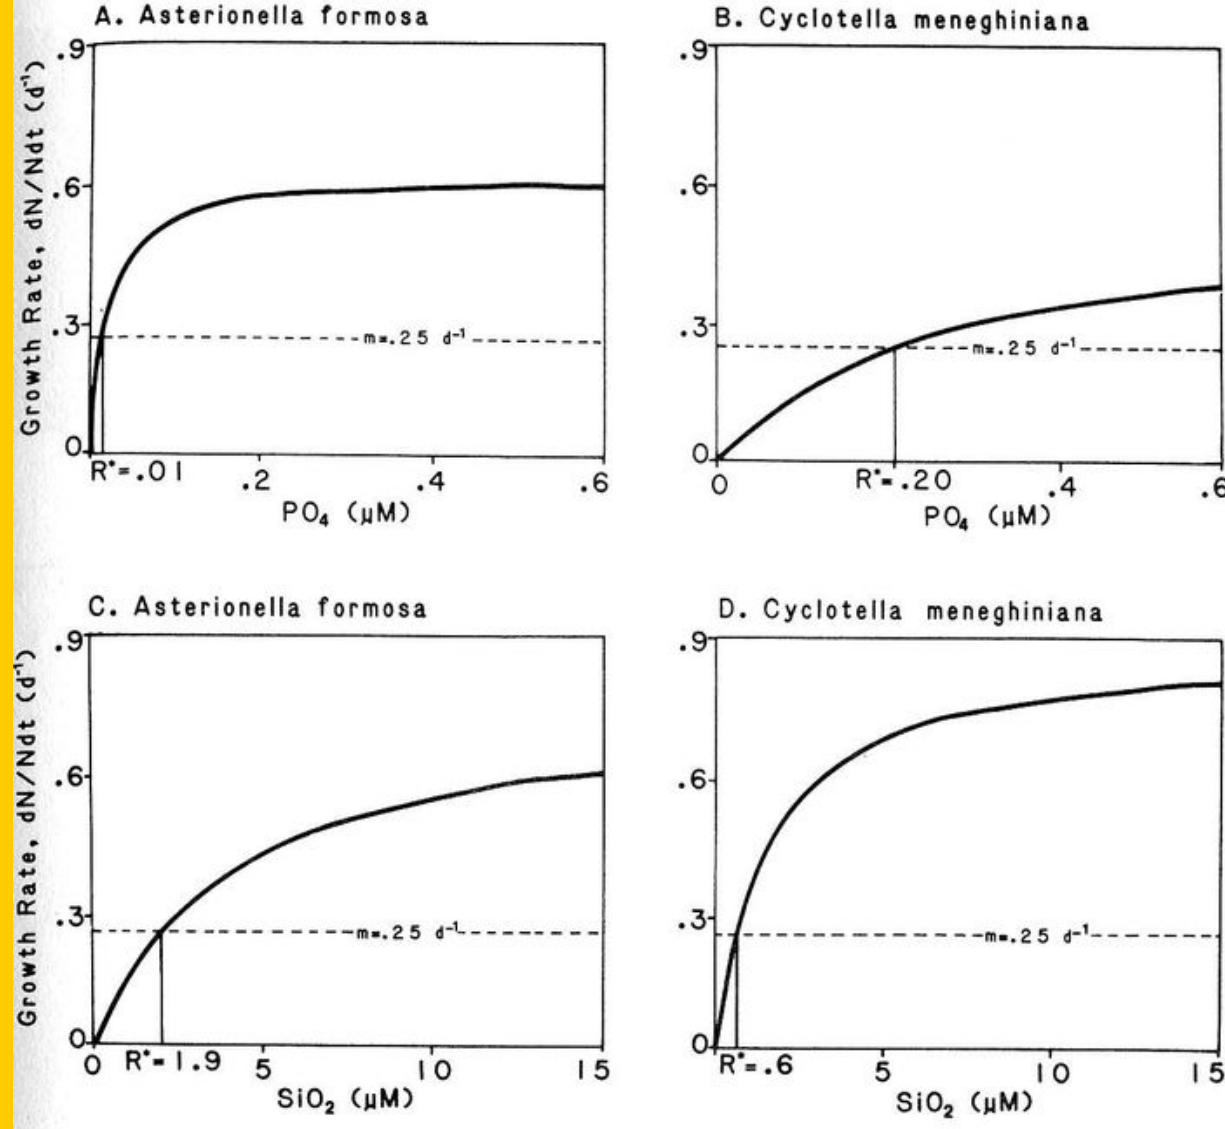 A. Asterionella formosa
Growth Rate, dN/Ndt (d⁻¹)
.9
.6
.3
0
m=.25 d⁻¹
R*=.01
.2
.4
.6
PO₄ (μM)
B. Cyclotella meneghiniana
.9
.6
.3
0
m=.25 d⁻¹
0
R*=.20
.4
.6
PO₄ (μM)
C. Asterionella formosa
Growth Rate, dN/Ndt (d⁻¹)
.9
.6
.3
0
m=.25 d⁻¹
0
R*=1.9
5
10
15
SiO₂ (μM)
D. Cyclotella meneghiniana
.9
.6
.3
0
m=.25 d⁻¹
R*=.6
5
10
15
SiO₂ (μM)